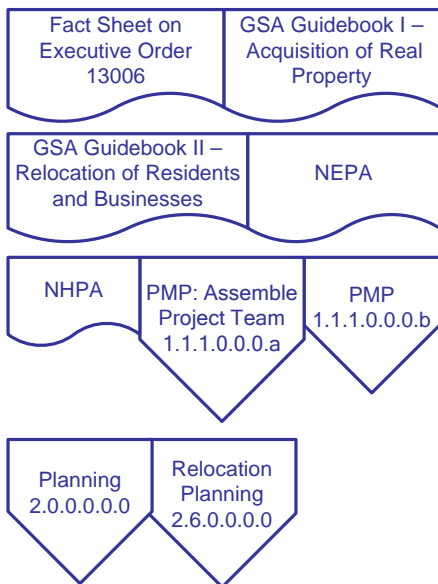 Fact Sheet on
Executive Order
13006
GSA Guidebook I –
Acquisition of Real
Property
GSA Guidebook II –
Relocation of Residents
and Businesses
NEPA
NHPA
PMP: Assemble
Project Team
1.1.1.0.0.0.a
PMP
1.1.1.0.0.0.b
Planning
2.0.0.0.0.0
Relocation
Planning
2.6.0.0.0.0